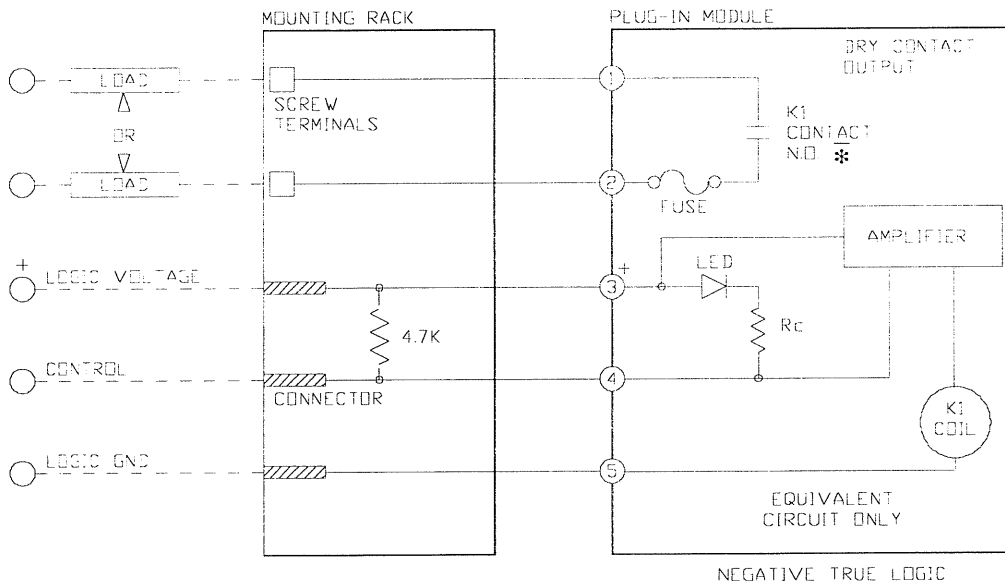 MOUNTING RACK
PLUG-IN MODULE
DRY CONTACT
OUTPUT
LOAD
1
SCREW
TERMINALS
K1
CONTACT
N.O. *
OR
LOAD
2
FUSE
AMPLIFIER
+
LOGIC VOLTAGE
3
+
LED
4.7K
Rc
CONTROL
CONNECTOR
4
K1
COIL
LOGIC GND
5
EQUIVALENT
CIRCUIT ONLY
NEGATIVE TRUE LOGIC